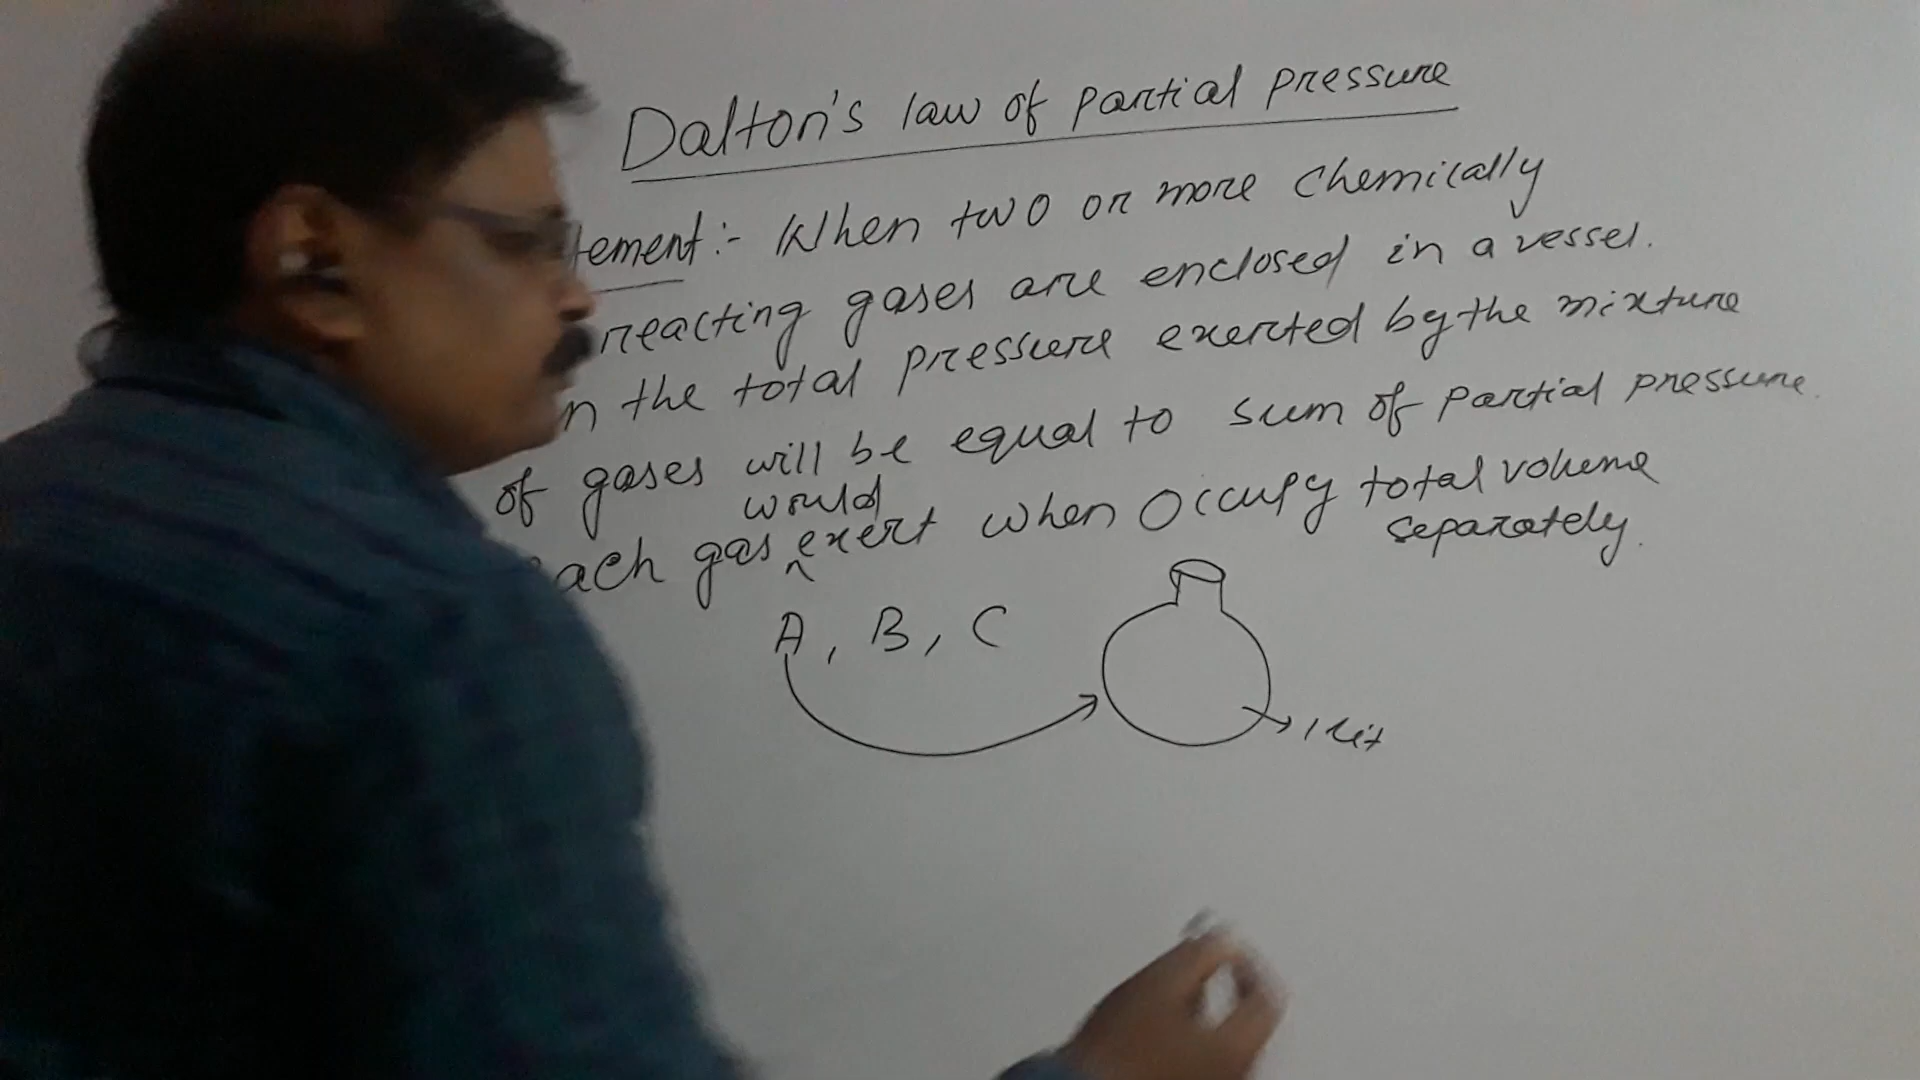 Dalton's law of partial pressure
tement:- When two or more chemically
reacting gases are enclosed in a vessel.
n the total pressure exerted by the mixture
of gases will be equal to sum of partial pressure.
would
ach gas ^ exert when occupy total volume
separately.
A, B, C
1 lit